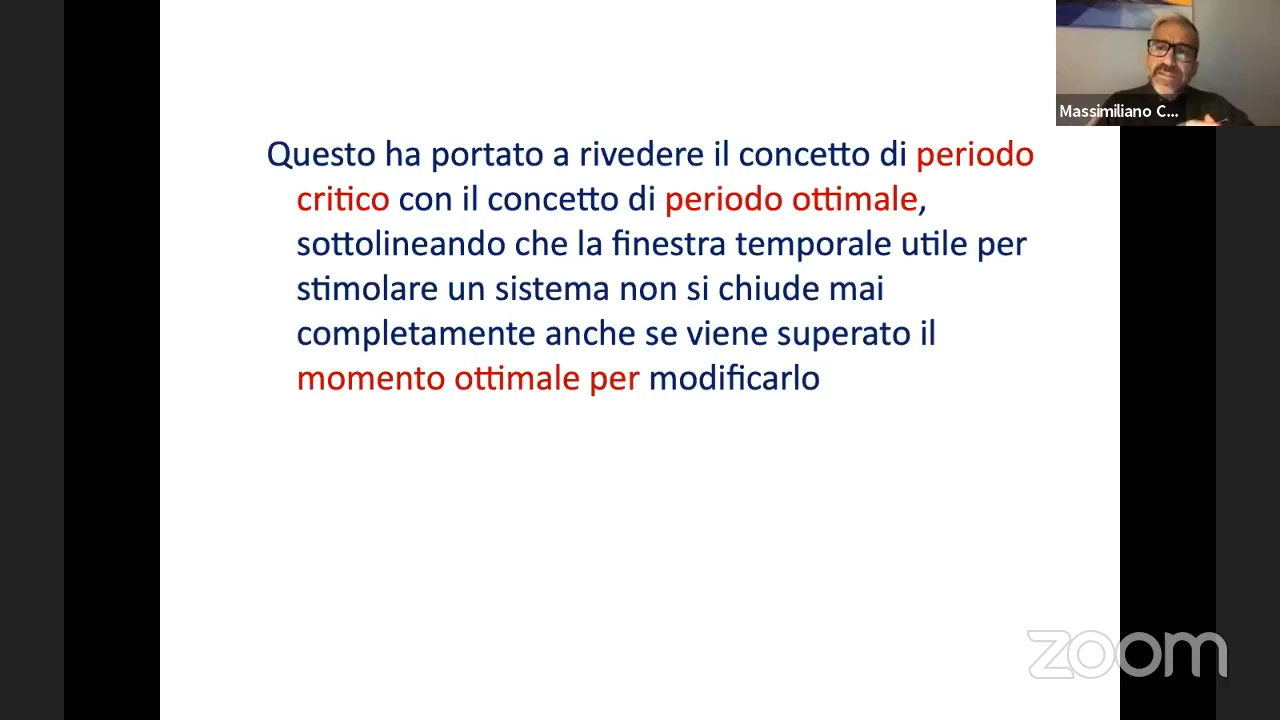 Massimiliano C...
Questo ha portato a rivedere il concetto di periodo
critico con il concetto di periodo ottimale,
sottolineando che la finestra temporale utile per
stimolare un sistema non si chiude mai
completamente anche se viene superato il
momento ottimale per modificarlo
zoom